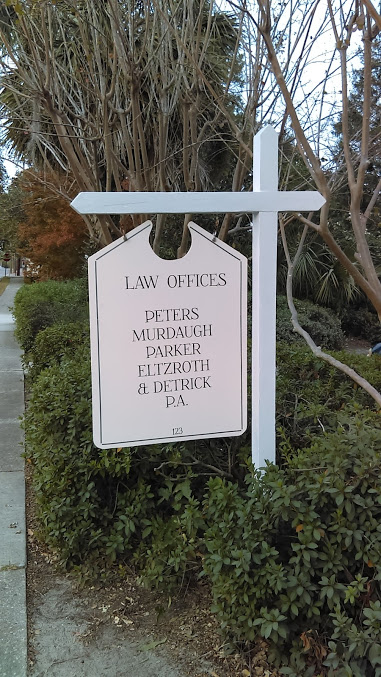 LAW OFFICES
PETERS
MURDAUGH
PARKER
ELTZROTH
& DETRICK
P.A.
123